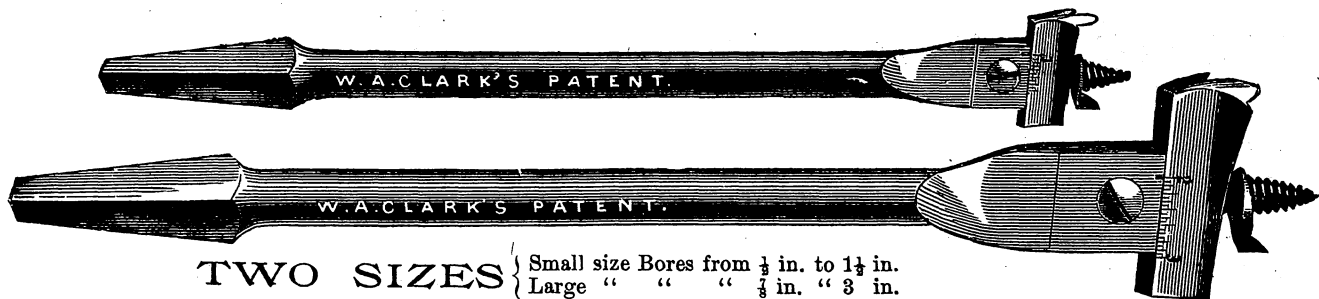 W.A.CLARK'S PATENT.
W.A.CLARK'S PATENT.
TWO SIZES { Small size Bores from ½ in. to 1½ in.
Large " " " ⅞ in. " 3 in.